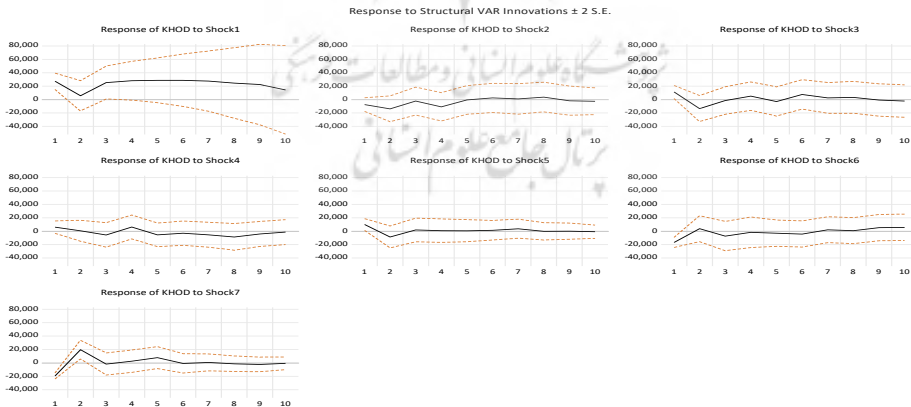 Response to Structural VAR Innovations ± 2 S.E.
Response of KHOD to Shock1
80,000
60,000
40,000
20,000
0
-20,000
-40,000
1 2 3 4 5 6 7 8 9 10
Response of KHOD to Shock2
80,000
60,000
40,000
20,000
0
-20,000
-40,000
1 2 3 4 5 6 7 8 9 10
Response of KHOD to Shock3
80,000
60,000
40,000
20,000
0
-20,000
-40,000
1 2 3 4 5 6 7 8 9 10
Response of KHOD to Shock4
80,000
60,000
40,000
20,000
0
-20,000
-40,000
1 2 3 4 5 6 7 8 9 10
Response of KHOD to Shock5
80,000
60,000
40,000
20,000
0
-20,000
-40,000
1 2 3 4 5 6 7 8 9 10
Response of KHOD to Shock6
80,000
60,000
40,000
20,000
0
-20,000
-40,000
1 2 3 4 5 6 7 8 9 10
Response of KHOD to Shock7
80,000
60,000
40,000
20,000
0
-20,000
-40,000
1 2 3 4 5 6 7 8 9 10
پژوهشگاه علوم انسانی و مطالعات فرهنگی
پرتال جامع علوم انسانی